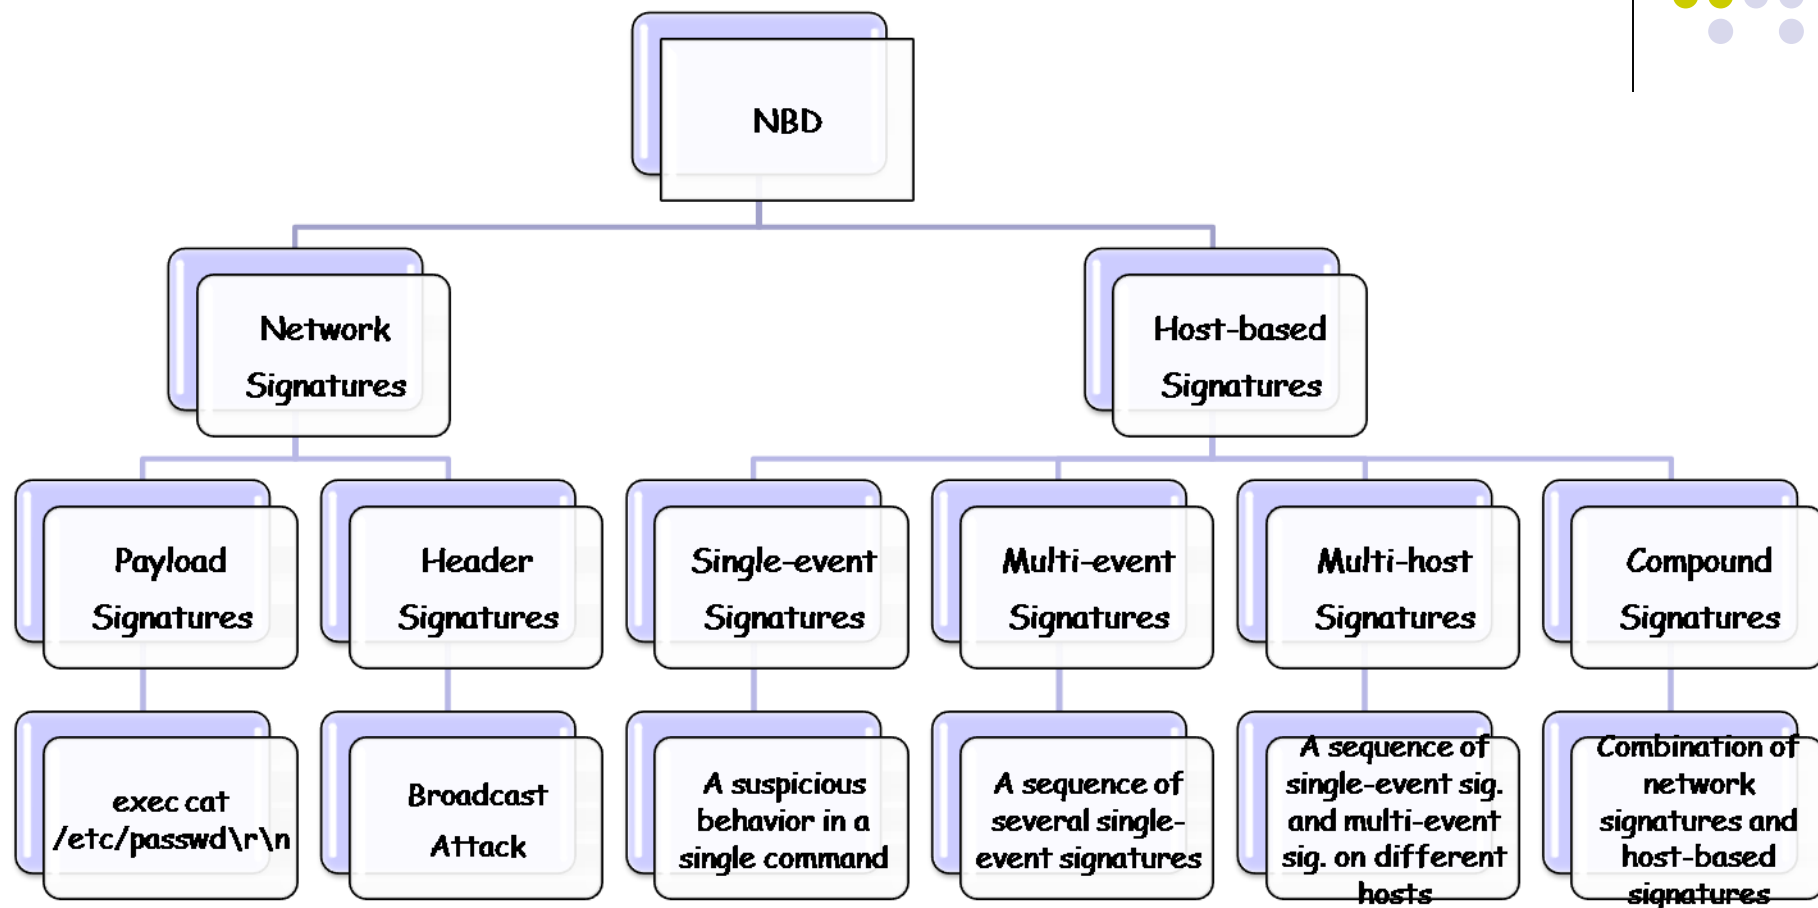 NBD
Network
Signatures
Host-based
Signatures
Payload
Signatures
Header
Signatures
Single-event
Signatures
Multi-event
Signatures
Multi-host
Signatures
Compound
Signatures
exec cat
/etc/passwd\r\n
Broadcast
Attack
A suspicious
behavior in a
single command
A sequence of
several single-
event signatures
A sequence of
single-event sig.
and multi-event
sig. on different
hosts
Combination of
network
signatures and
host-based
signatures